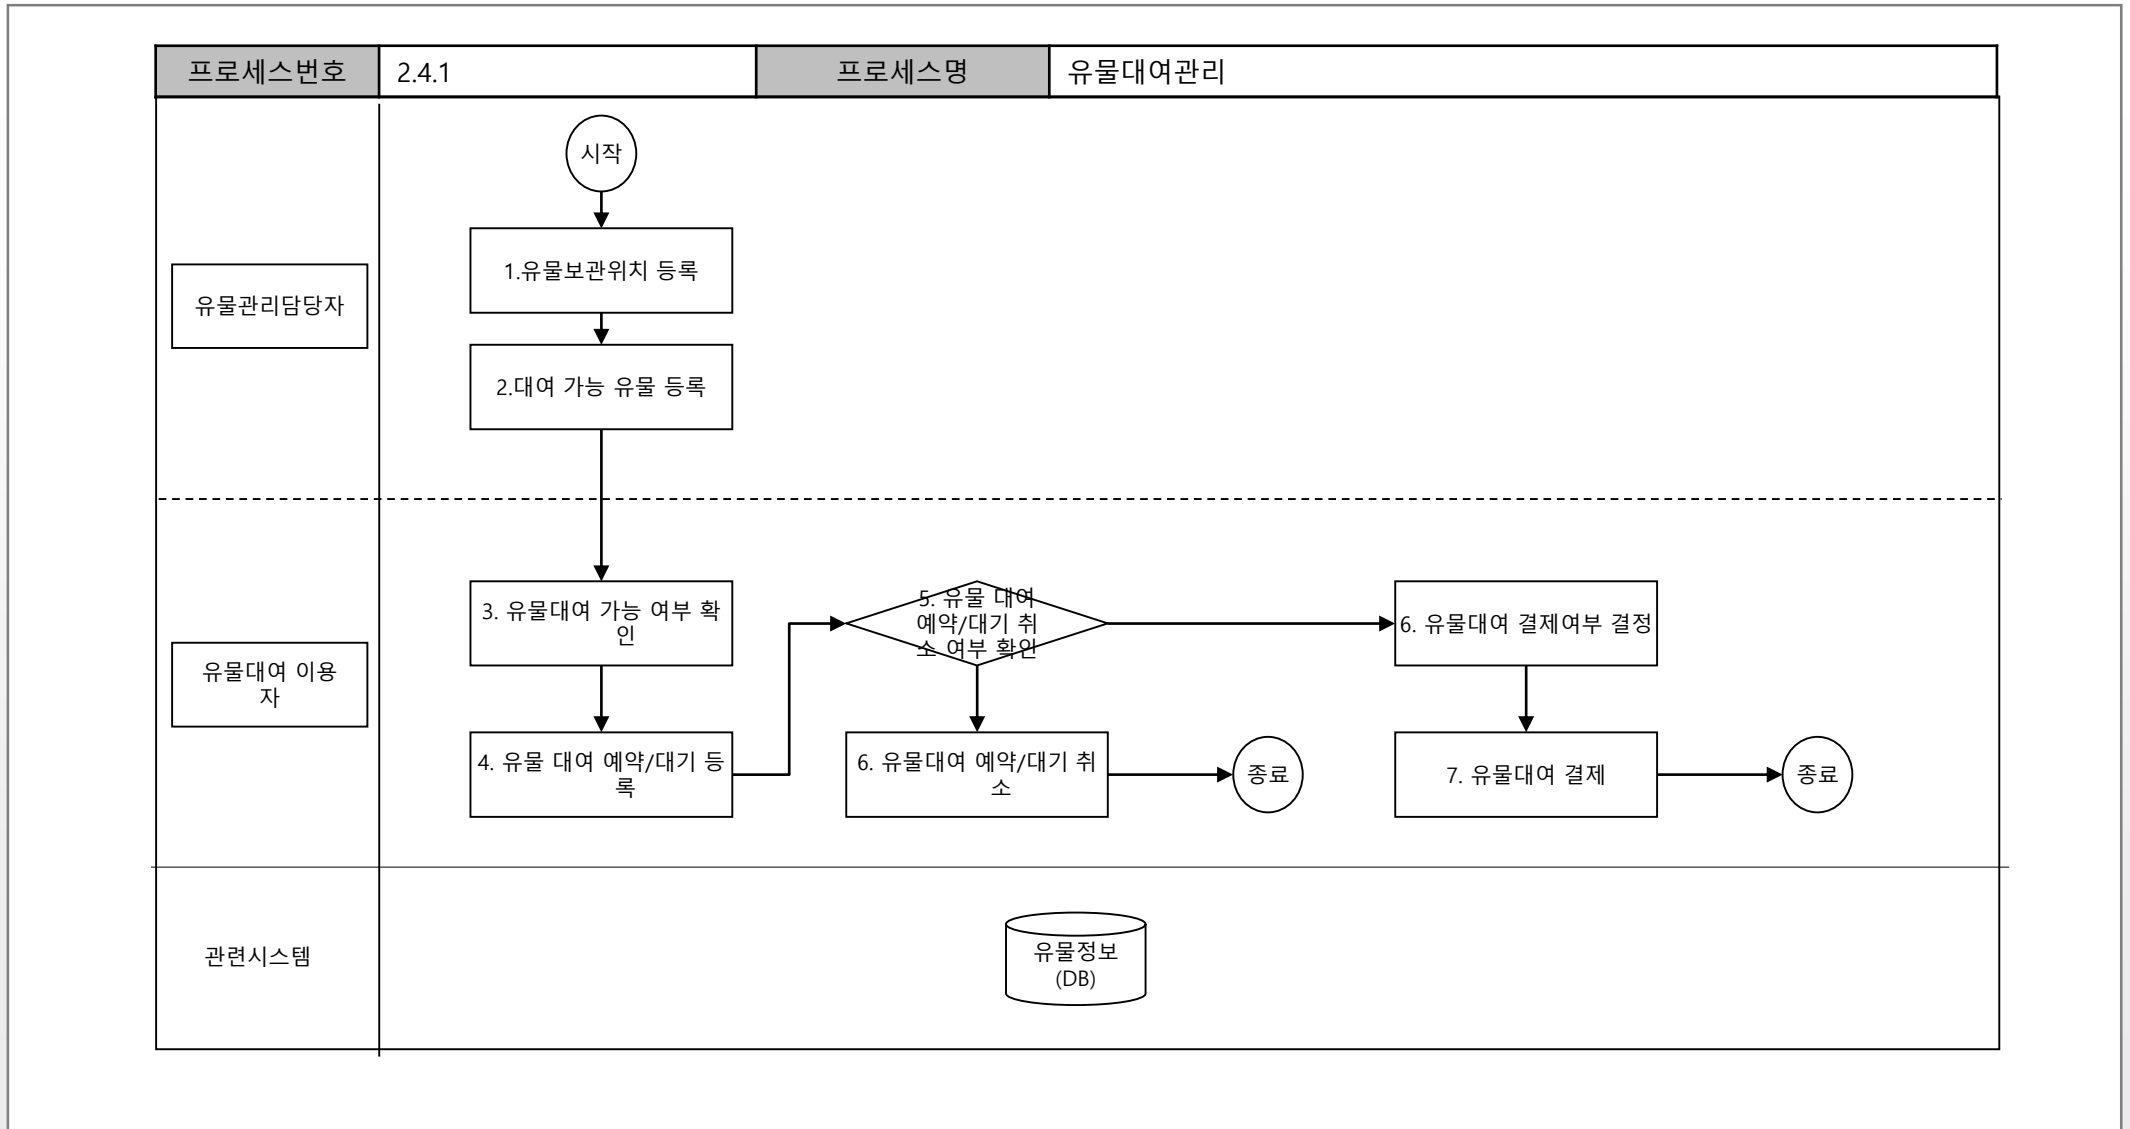 프로세스번호
2.4.1
프로세스명
유물대여관리
시작
1.유물보관위치 등록
유물관리담당자
2.대여 가능 유물 등록
3. 유물대여 가능 여부 확
인
5. 유물 대여
예약/대기 취
소 여부 확인
6. 유물대여 결제여부 결정
유물대여 이용
자
4. 유물 대여 예약/대기 등
록
6. 유물대여 예약/대기 취
소
종료
7. 유물대여 결제
종료
관련시스템
유물정보
(DB)